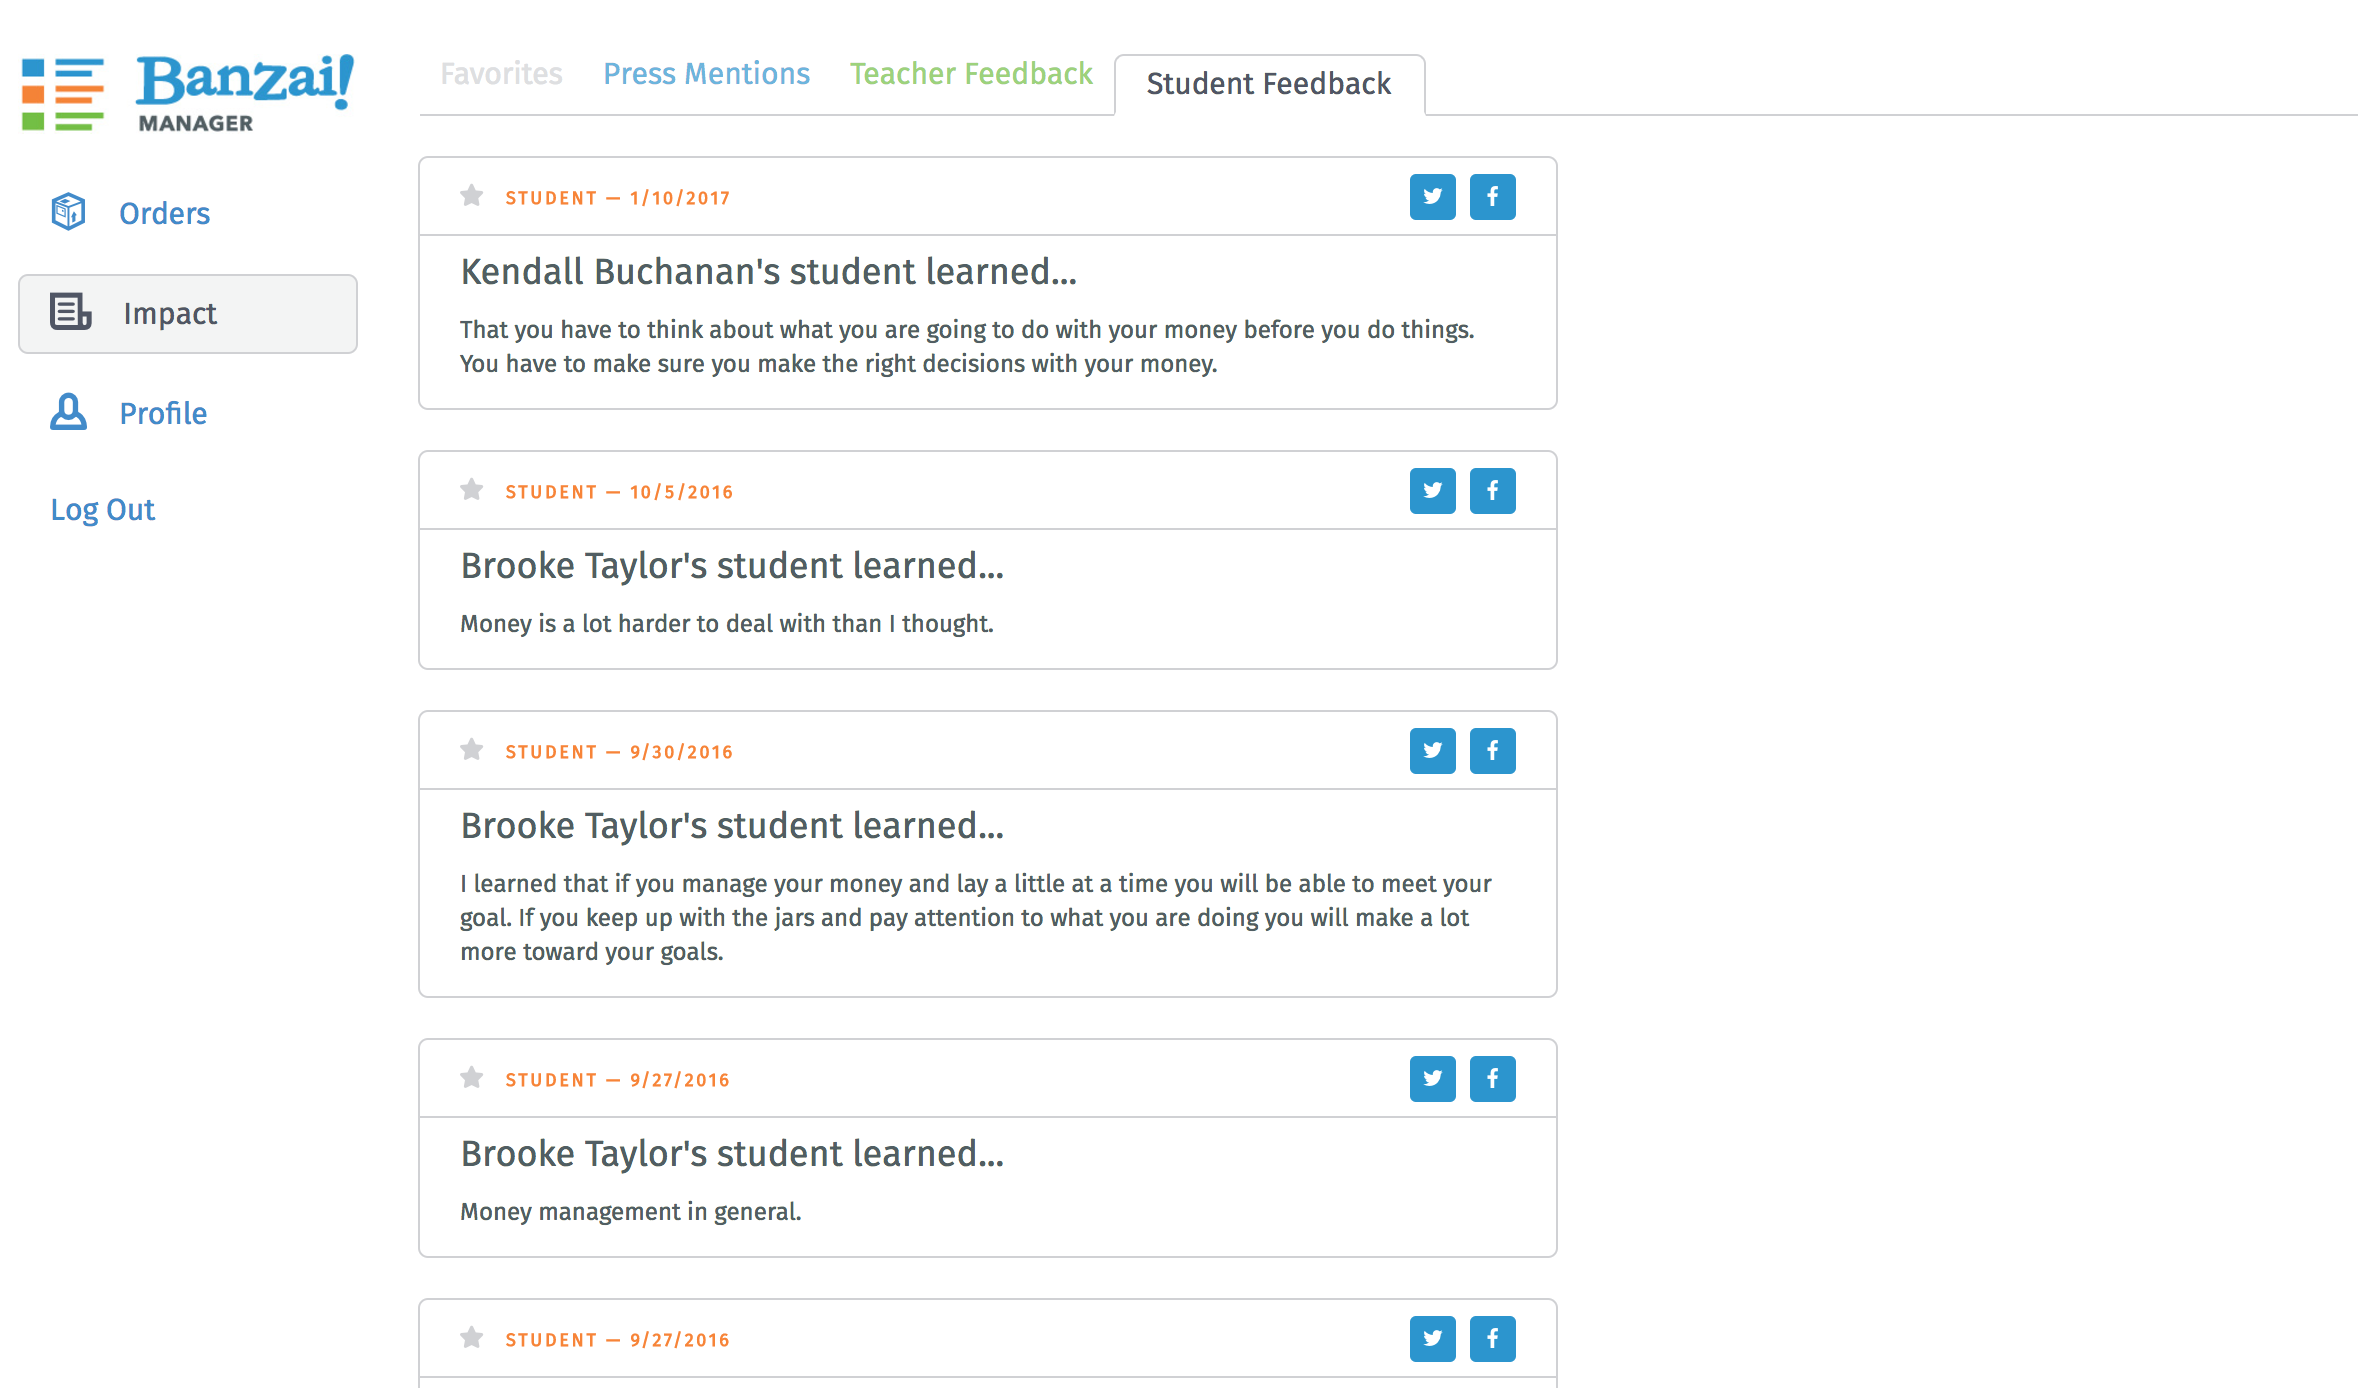 Banzai!
MANAGER
Orders
Impact
Profile
Log Out
Favorites
Press Mentions
Teacher Feedback
Student Feedback
STUDENT — 1/10/2017
Kendall Buchanan's student learned...
That you have to think about what you are going to do with your money before you do things.
You have to make sure you make the right decisions with your money.
STUDENT — 10/5/2016
Brooke Taylor's student learned...
Money is a lot harder to deal with than I thought.
STUDENT — 9/30/2016
Brooke Taylor's student learned...
I learned that if you manage your money and lay a little at a time you will be able to meet your
goal. If you keep up with the jars and pay attention to what you are doing you will make a lot
more toward your goals.
STUDENT — 9/27/2016
Brooke Taylor's student learned...
Money management in general.
STUDENT — 9/27/2016